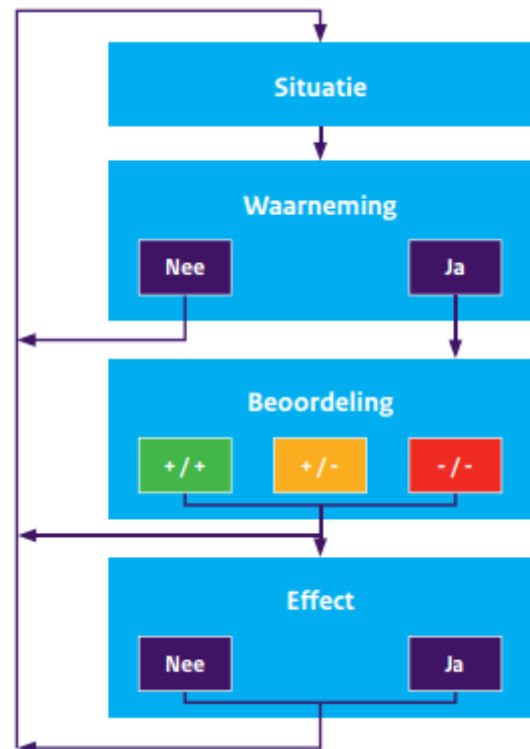 Situatie
Waarneming
Nee
Ja
Beoordeling
+ / +
+ / -
- / -
Effect
Nee
Ja